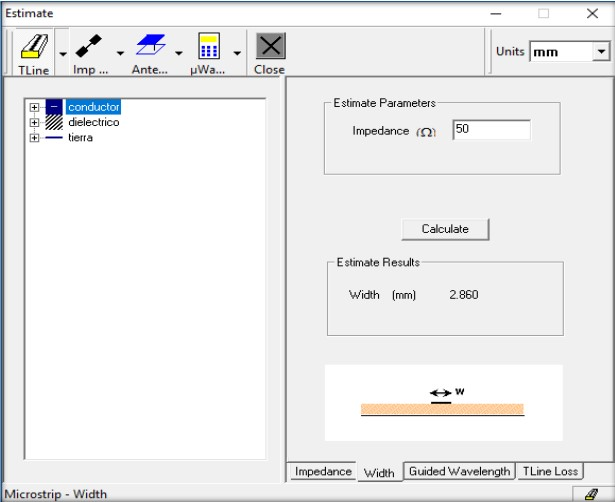 Estimate
TLine
Imp ...
Ante...
µWa...
Close
Units mm
conductor
dielectrico
tierra
Estimate Parameters
Impedance (Ω) 50
Calculate
Estimate Results
Width (mm) 2.860
W
Impedance Width Guided Wavelength TLine Loss
Microstrip - Width